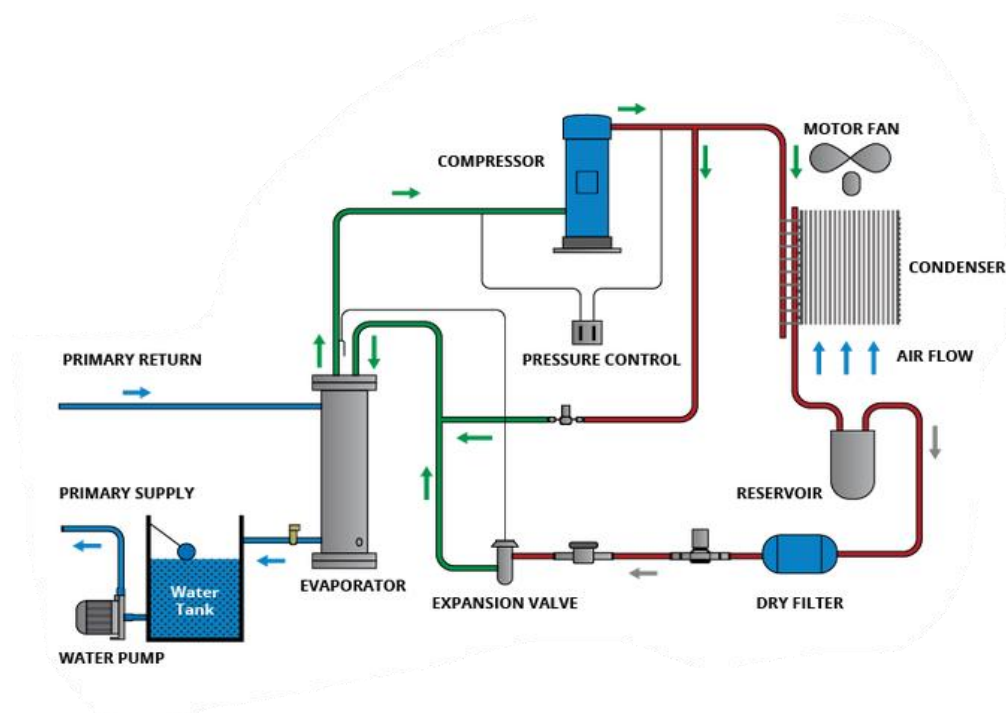 MOTOR FAN
COMPRESSOR
CONDENSER
PRESSURE CONTROL
AIR FLOW
PRIMARY RETURN
PRIMARY SUPPLY
RESERVOIR
Water
Tank
EVAPORATOR
EXPANSION VALVE
DRY FILTER
WATER PUMP